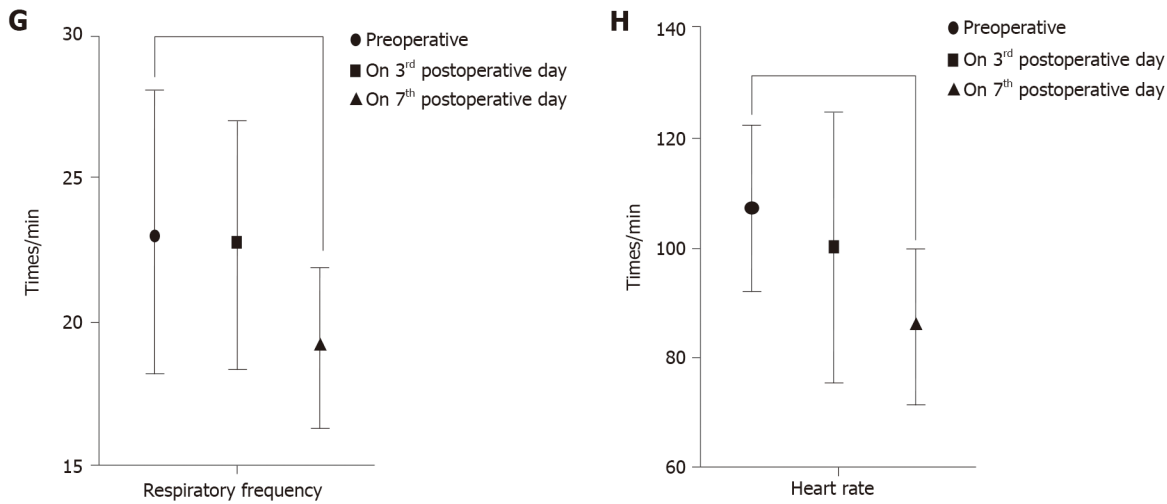 G
30
25
20
15
Times/min
Preoperative
On 3rd postoperative day
On 7th postoperative day
Respiratory frequency
H
140
120
100
80
60
Times/min
Preoperative
On 3rd postoperative day
On 7th postoperative day
Heart rate